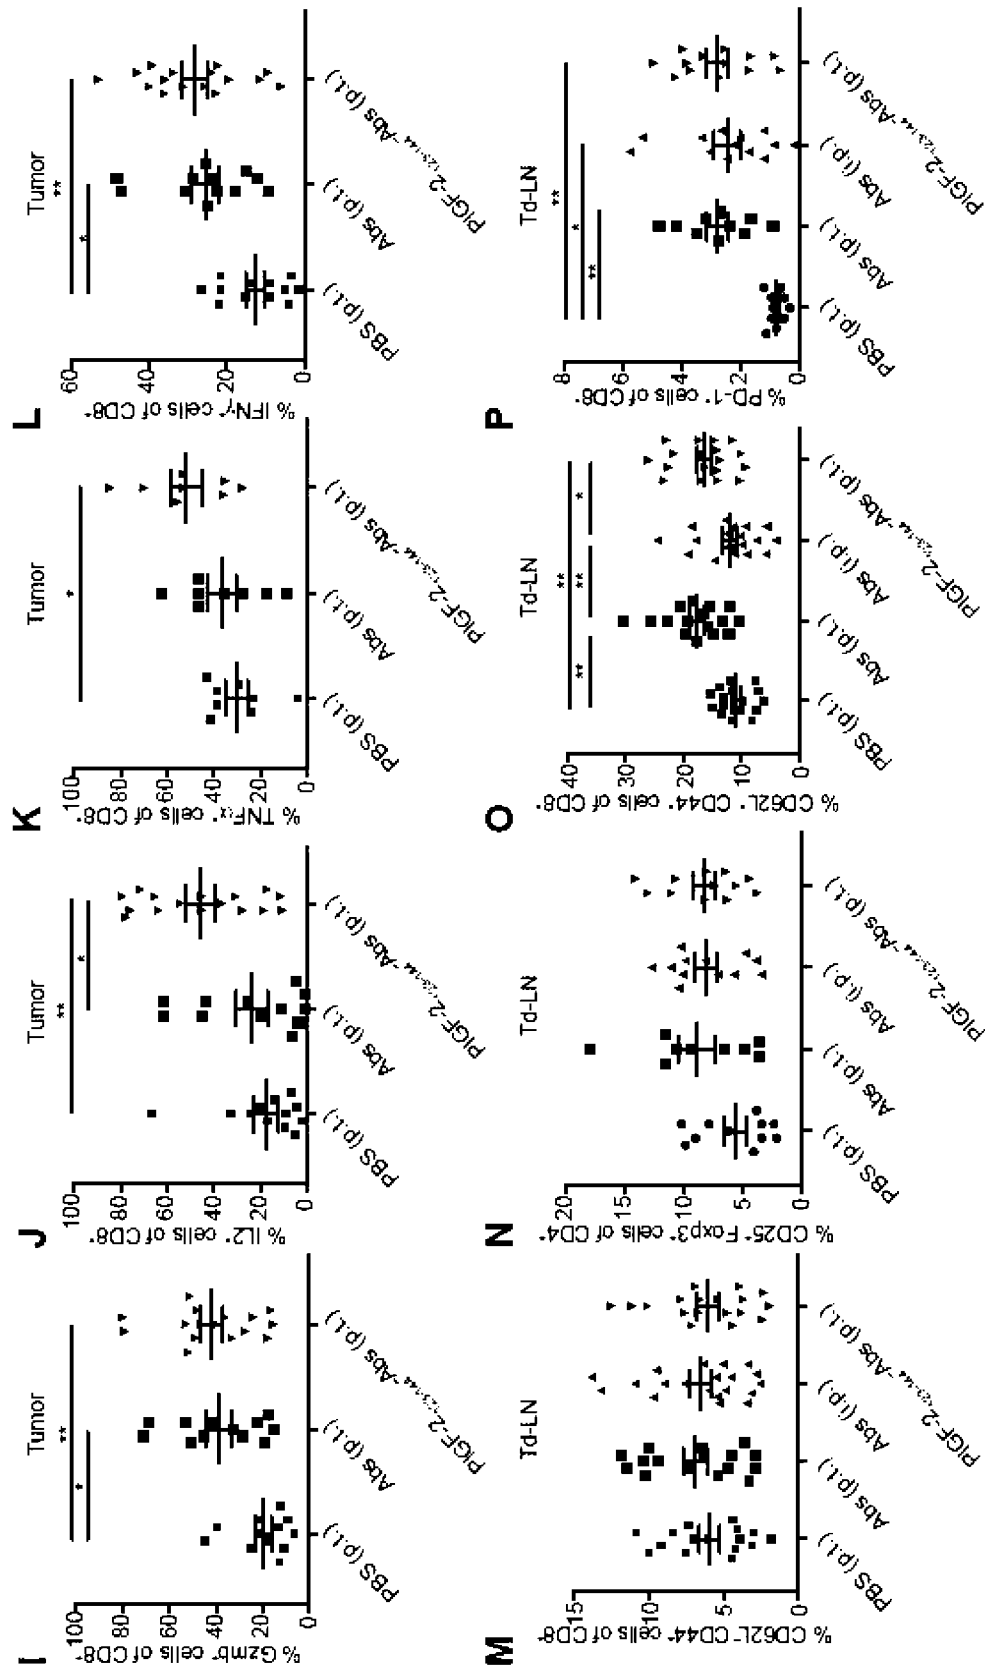 I
Tumor
**
*
% Gzmb⁺ cells of CD8⁺
100
80
60
40
20
0
PBS (p.t.)
Abs (p.t.)
PlGF-2₁₂₃₋₁₄₄-Abs (p.t.)
J
Tumor
**
*
% IL2⁺ cells of CD8⁺
100
80
60
40
20
0
PBS (p.t.)
Abs (p.t.)
PlGF-2₁₂₃₋₁₄₄-Abs (p.t.)
K
Tumor
*
% TNFα⁺ cells of CD8⁺
100
80
60
40
20
0
PBS (p.t.)
Abs (p.t.)
PlGF-2₁₂₃₋₁₄₄-Abs (p.t.)
L
Tumor
**
*
% IFNγ⁺ cells of CD8⁺
60
40
20
0
PBS (p.t.)
Abs (p.t.)
PlGF-2₁₂₃₋₁₄₄-Abs (p.t.)
M
Td-LN
% CD62L⁻ CD44⁺ cells of CD8⁺
15
10
5
0
PBS (p.t.)
Abs (p.t.)
Abs (i.p.)
PlGF-2₁₂₃₋₁₄₄-Abs (p.t.)
N
Td-LN
% CD25⁺ Foxp3⁺ cells of CD4⁺
20
15
10
5
0
PBS (p.t.)
Abs (p.t.)
Abs (i.p.)
PlGF-2₁₂₃₋₁₄₄-Abs (p.t.)
O
Td-LN
**
** ** *
% CD62L⁺ CD44⁺ cells of CD8⁺
40
30
20
10
0
PBS (p.t.)
Abs (p.t.)
Abs (i.p.)
PlGF-2₁₂₃₋₁₄₄-Abs (p.t.)
P
Td-LN
**
*
**
% PD-1⁺ cells of CD8⁺
8
6
4
2
0
PBS (p.t.)
Abs (p.t.)
Abs (i.p.)
PlGF-2₁₂₃₋₁₄₄-Abs (p.t.)